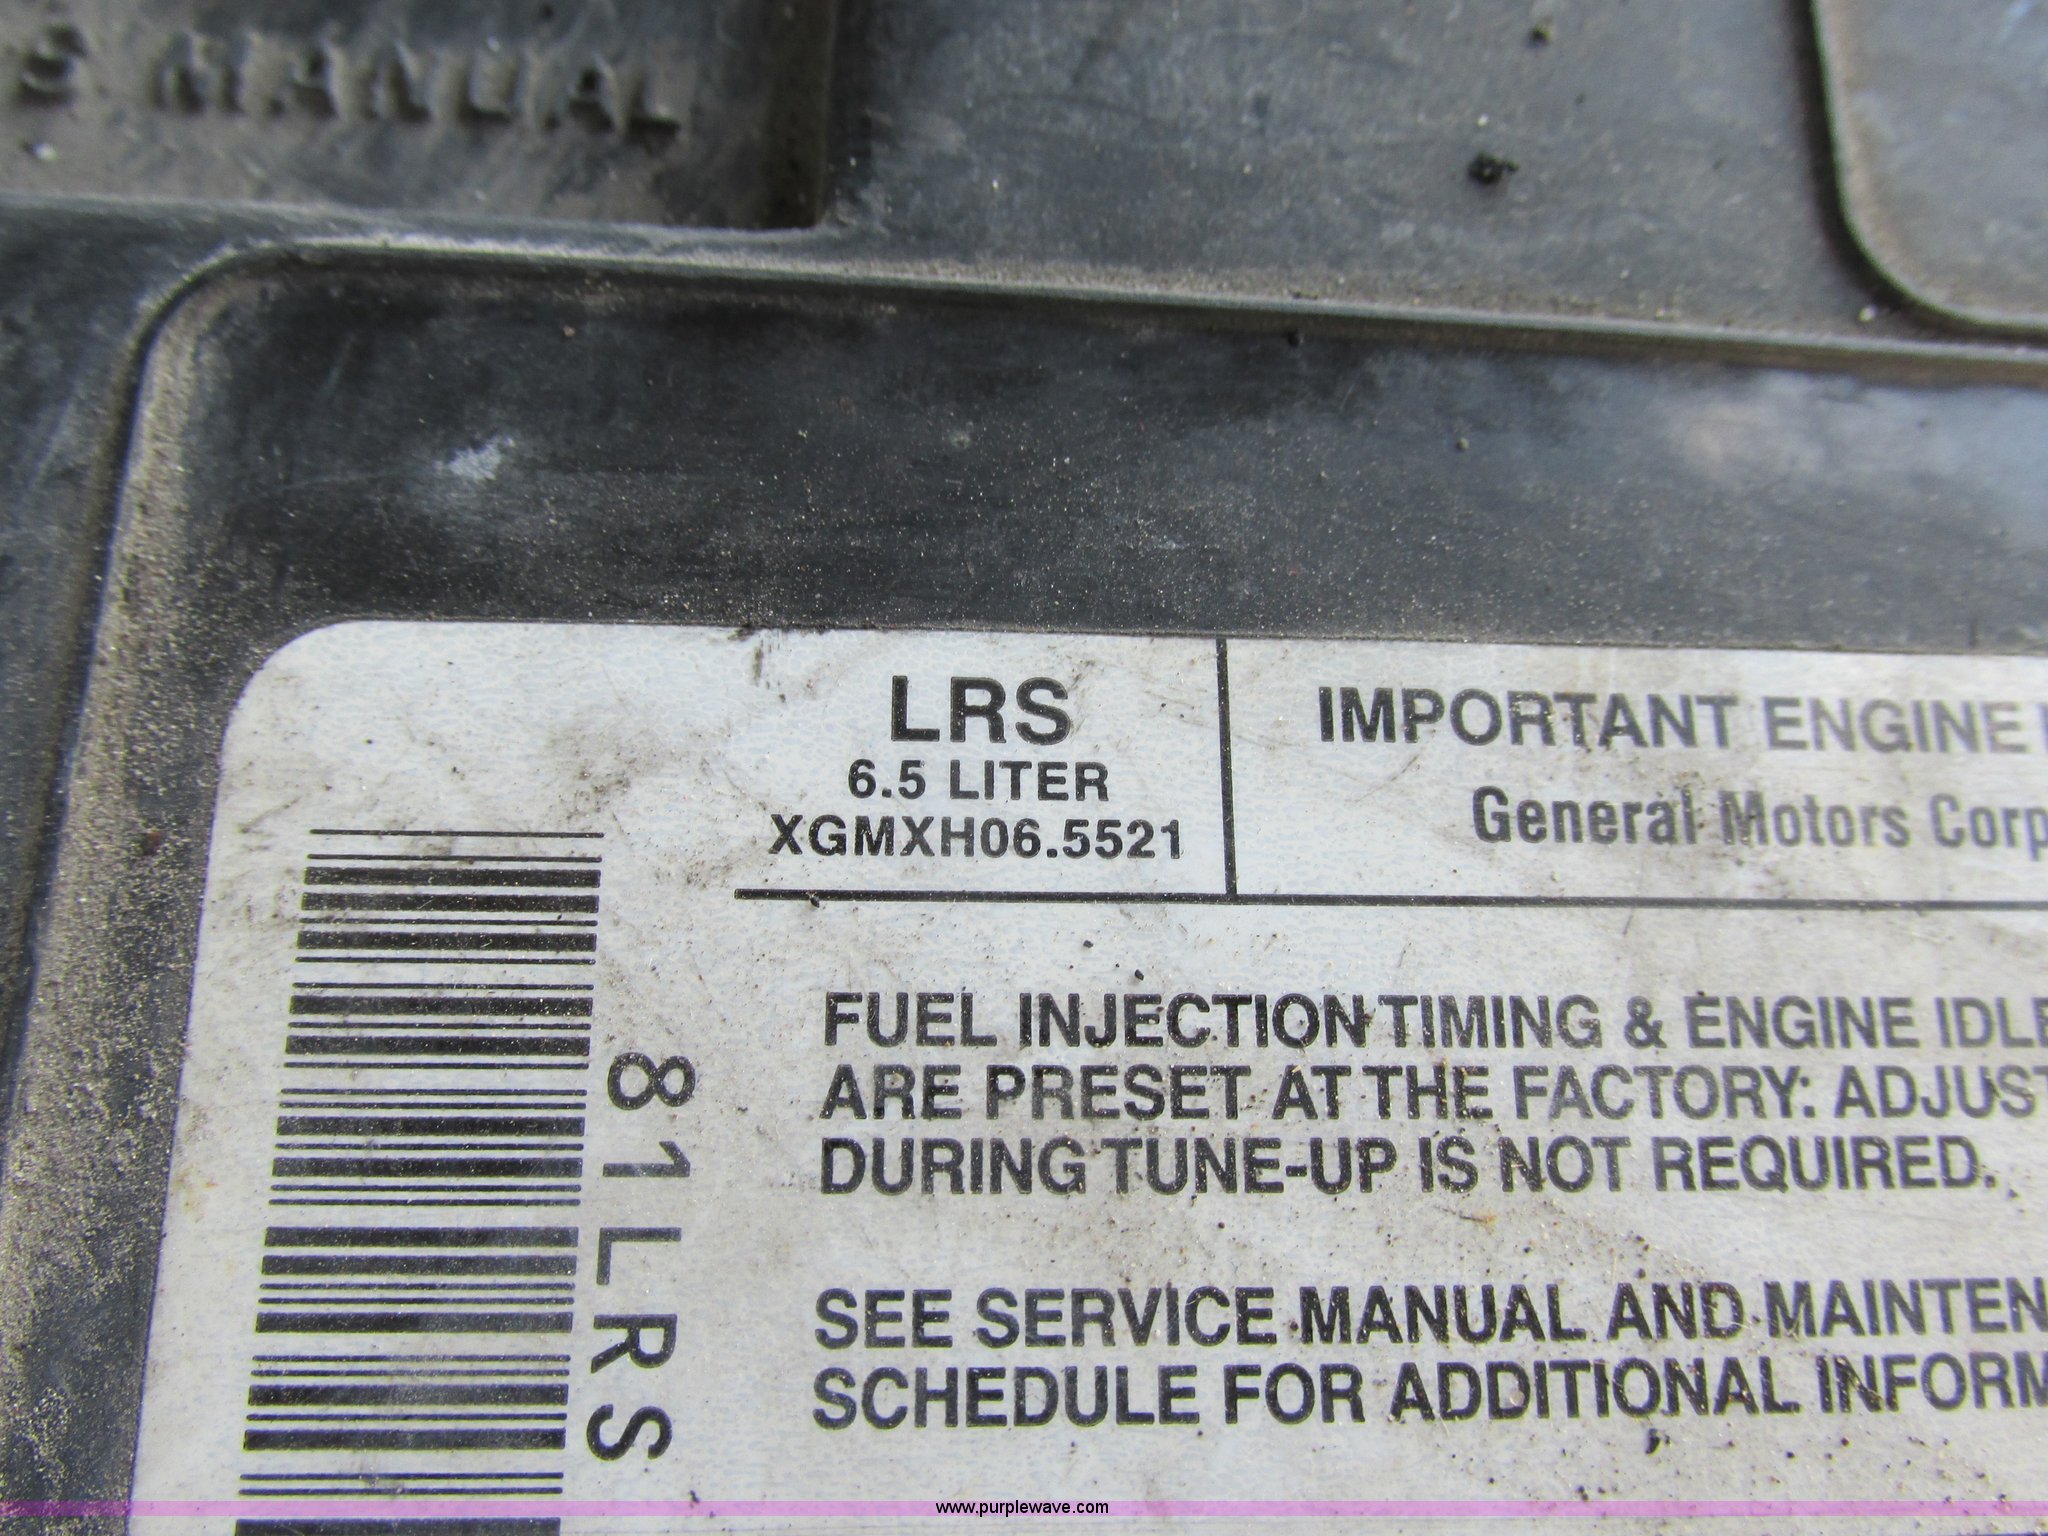 MANUAL
LRS
6.5 LITER
XGMXH06.5521
IMPORTANT ENGINE
General Motors Corp
81LRS
FUEL INJECTION TIMING & ENGINE IDLE
ARE PRESET AT THE FACTORY: ADJUST
DURING TUNE-UP IS NOT REQUIRED.
SEE SERVICE MANUAL AND MAINTEN
SCHEDULE FOR ADDITIONAL INFORM
www.purplewave.com